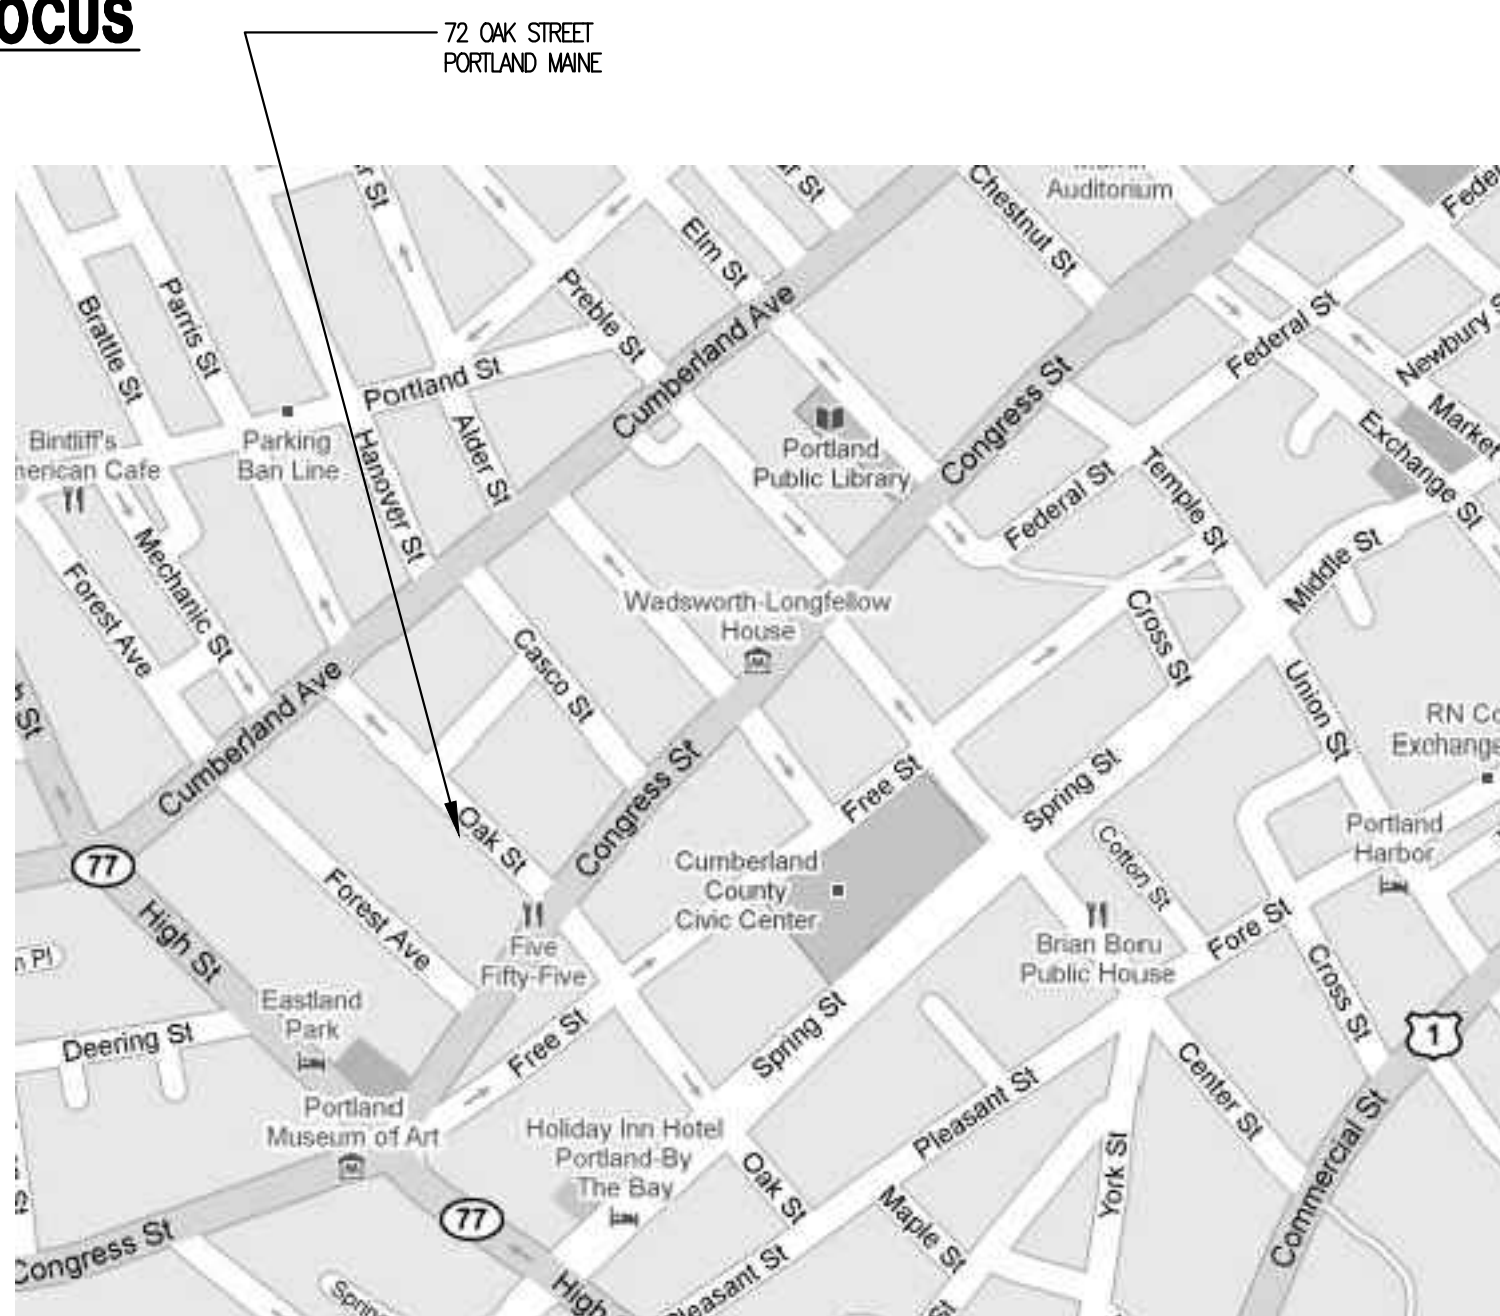 OCUS
72 OAK STREET
PORTLAND MAINE
Auditorium
Chestnut St
Elm St
Parris St
Brattle St
Preble St
Cumberland Ave
Portland St
Federal St
Newbury
Market
Exchange St
Congress St
Alder St
Hanover St
Parking
Ban Line
Bintliff's
merican Cafe
Portland
Public Library
Temple St
Federal St
Middle St
Mechanic St
Forest Ave
Wadsworth-Longfellow
House
Cross St
Casco St
Union St
Cumberland Ave
Congress St
Free St
Spring St
RN Co
Exchange
77
Oak St
Cumberland
County
Civic Center
Cotton St
Portland
Harbor
High St
Forest Ave
Five
Fifty-Five
Brian Boru
Public House
Fore St
Cross St
n Pl
Eastland
Park
Deering St
Free St
Spring St
1
Center St
Portland
Museum of Art
Holiday Inn Hotel
Portland-By
The Bay
Pleasant St
York St
Commercial St
Oak St
Maple St
77
Congress St
Pleasant St
High
Spring